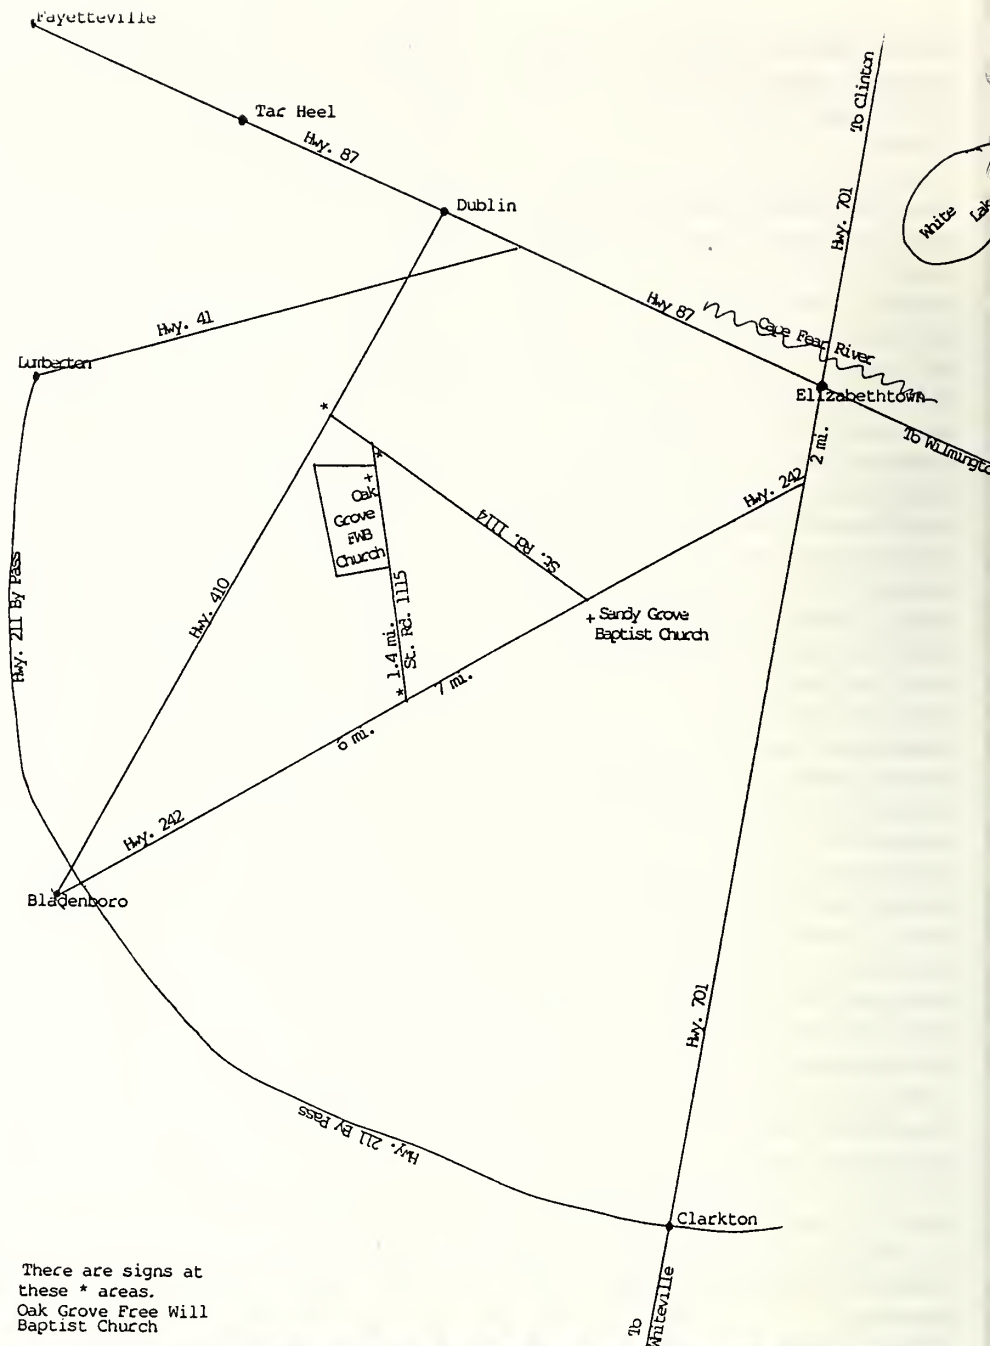 Fayetteville
Tar Heel
Hwy. 87
Dublin
To Clinton
Hwy. 701
White Lak
Hwy. 41
Hwy 87
Cape Fear River
Lumberton
Elizabethtown
To Wilmingto
2 mi.
Hwy. 242
Oak
Grove
FWB
Church
St. Rd. 1114
Hwy. 211 By Pass
Hwy. 410
1.4 mi.
St. Rd. 1115
+ Sandy Grove
Baptist Church
7 mi.
6 mi.
Hwy. 242
Bladenboro
Hwy. 701
Hwy. 211 By Pass
Clarkton
To
Whiteville
There are signs at
these * areas.
Oak Grove Free Will
Baptist Church